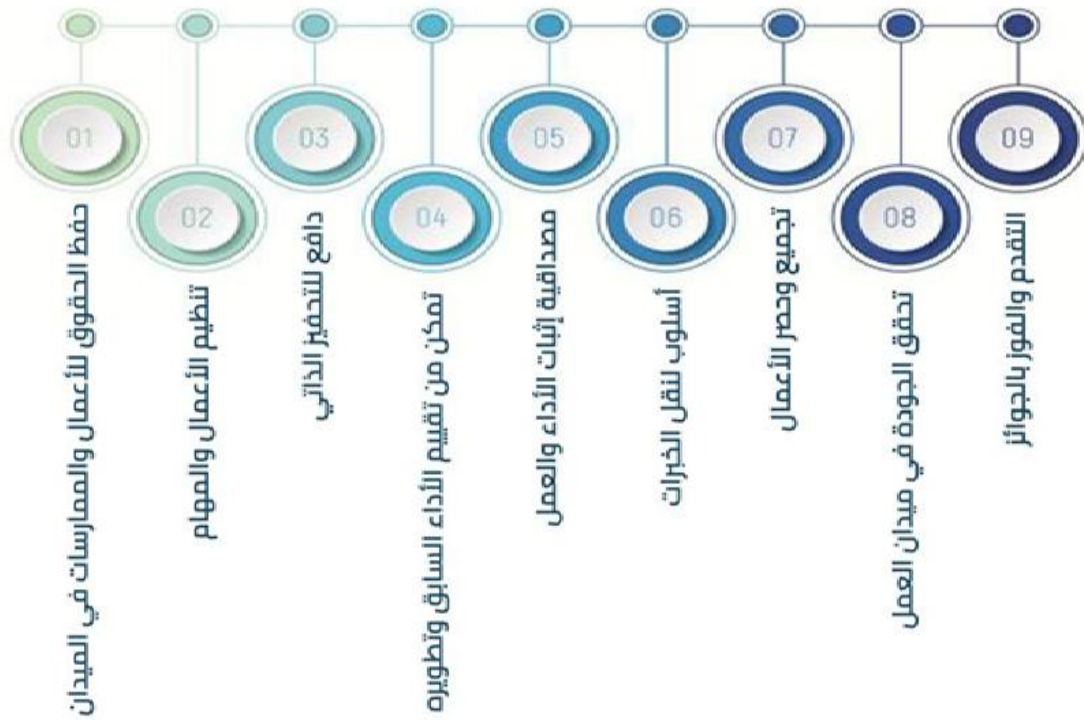 01
حفظ الحقوق للأعمال والممارسات في الميدان
02
تنظيم الأعمال والمهام
03
دافع للتحفيز الذاتي
04
تمكن من تقييم الأداء السابق وتطويره
05
مصداقية إثبات الأداء والعمل
06
أسلوب لنقل الخبرات
07
تجميع وحصر الأعمال
08
تحقق الجودة في ميدان العمل
09
التقدم والفوز بالجوائز